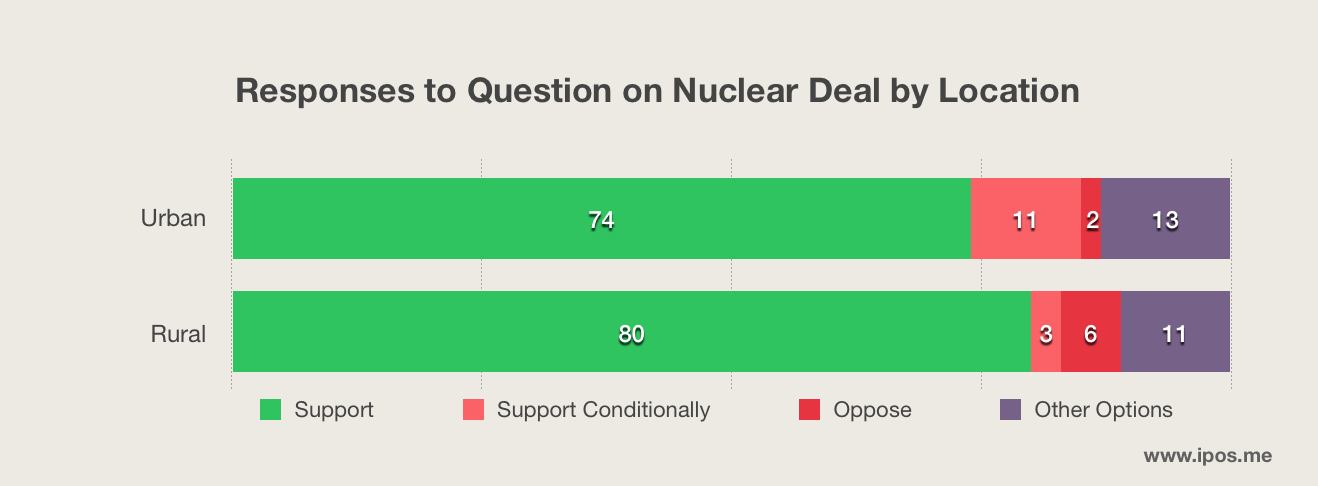 Responses to Question on Nuclear Deal by Location
Urban 74 11 2 13
Rural 80 3 6 11
Support Support Conditionally Oppose Other Options
www.ipos.me